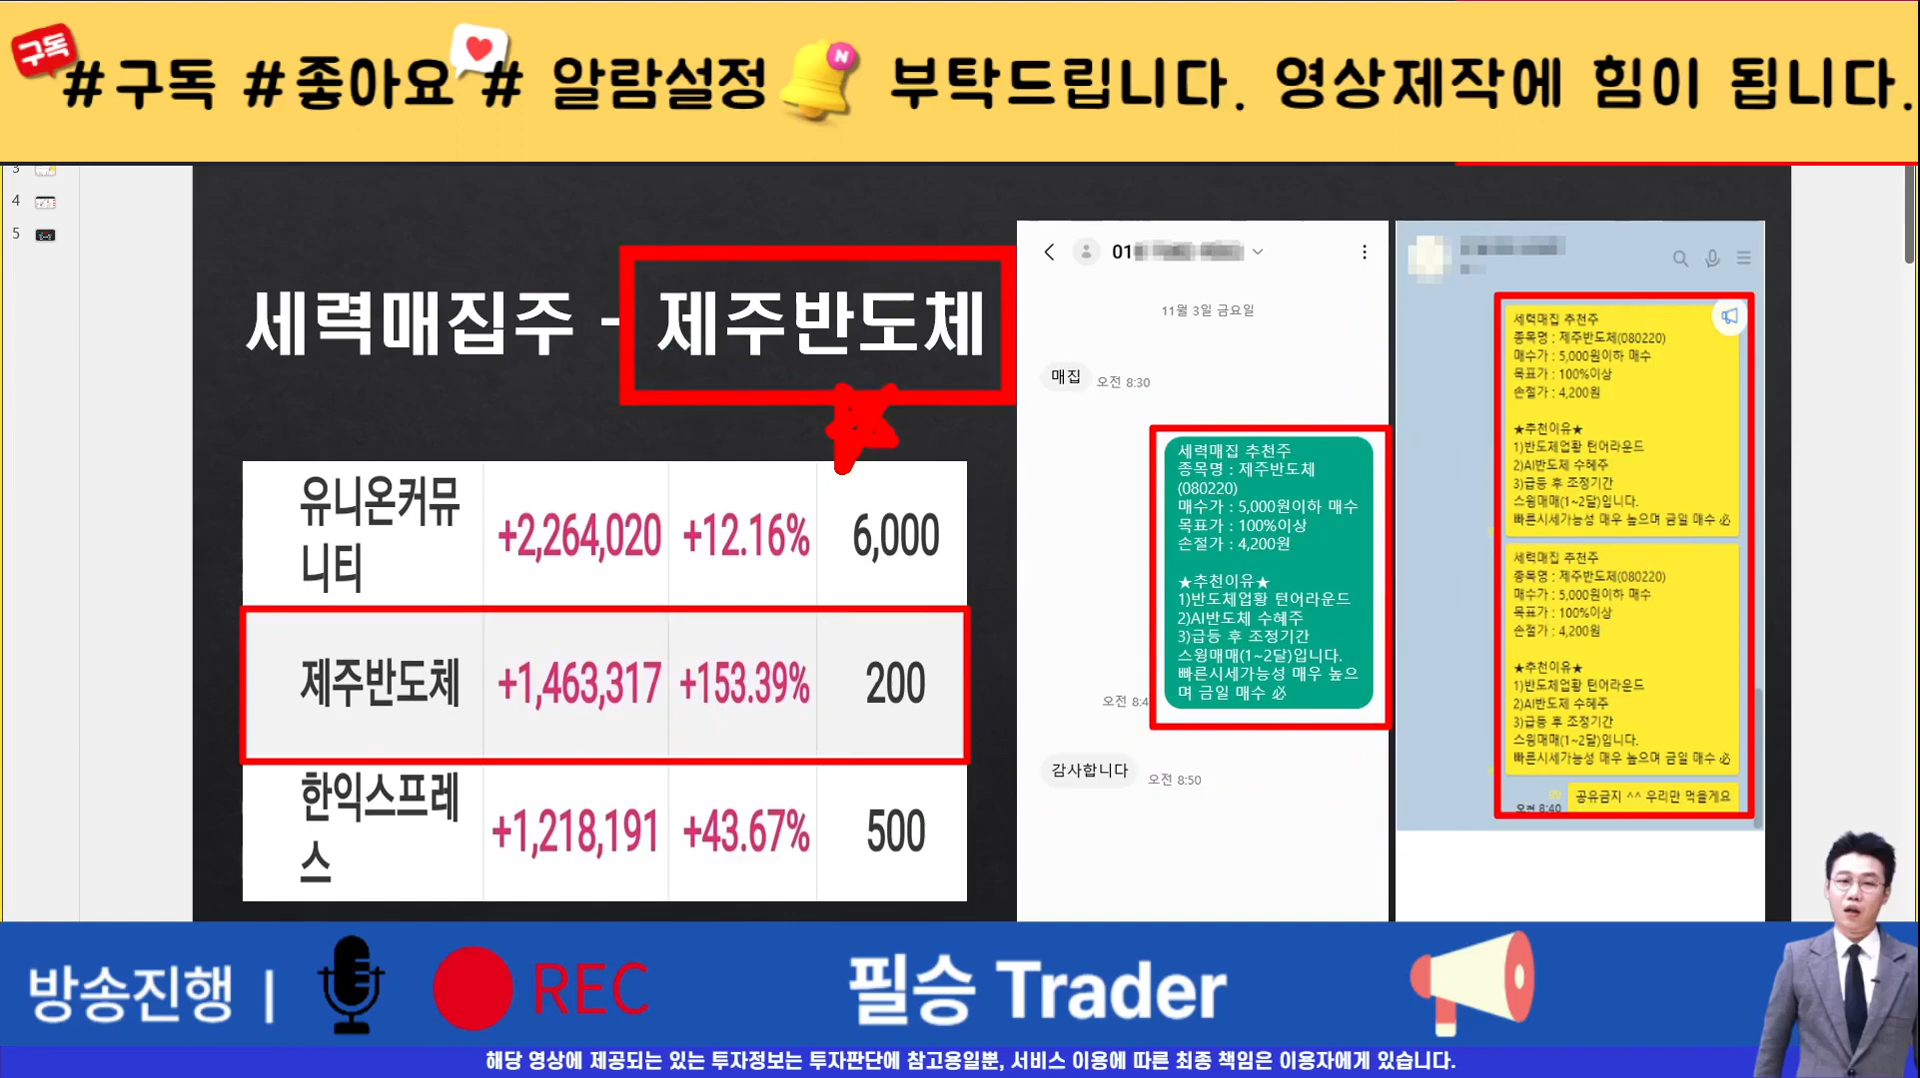 구독
#구독 #좋아요 # 알람설정 N 부탁드립니다. 영상제작에 힘이 됩니다.
3
4
5
세력매집주 - 제주반도체
유니온커뮤
니티
+2,264,020 +12.16% 6,000
제주반도체 +1,463,317 +153.39% 200
한익스프레
스
+1,218,191 +43.67% 500
01
11월 3일 금요일
매집 오전 8:30
세력매집 추천주
종목명 : 제주반도체
(080220)
매수가 : 5,000원이하 매수
목표가 : 100%이상
손절가 : 4,200원
★추천이유★
1)반도체업황 턴어라운드
2)AI반도체 수혜주
3)급등 후 조정기간
스윙매매(1~2달)입니다.
빠른시세가능성 매우 높으
며 금일 매수 必
오전 8:4
감사합니다 오전 8:50
세력매집 추천주
종목명 : 제주반도체(080220)
매수가 : 5,000원이하 매수
목표가 : 100%이상
손절가 : 4,200원
★추천이유★
1)반도체업황 턴어라운드
2)AI반도체 수혜주
3)급등 후 조정기간
스윙매매(1~2달)입니다.
빠른시세가능성 매우 높으며 금일 매수 必
세력매집 추천주
종목명 : 제주반도체(080220)
매수가 : 5,000원이하 매수
목표가 : 100%이상
손절가 : 4,200원
★추천이유★
1)반도체업황 턴어라운드
2)AI반도체 수혜주
3)급등 후 조정기간
스윙매매(1~2달)입니다.
빠른시세가능성 매우 높으며 금일 매수 必
오전 8:40 공유금지 ^^ 우리만 먹을게요
방송진행 | REC 필승 Trader
해당 영상에 제공되는 있는 투자정보는 투자판단에 참고용일뿐, 서비스 이용에 따른 최종 책임은 이용자에게 있습니다.